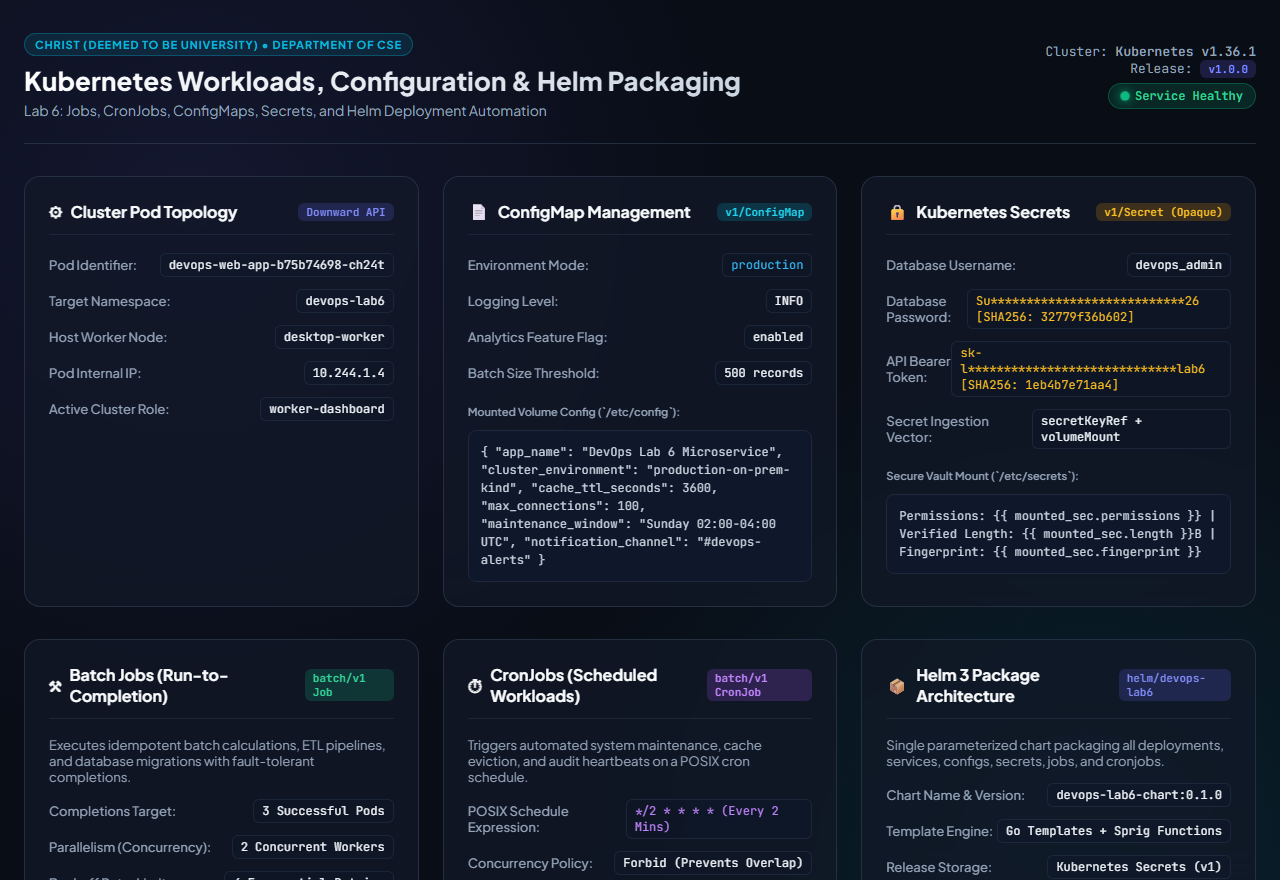 CHRIST (DEEMED TO BE UNIVERSITY) • DEPARTMENT OF CSE
Kubernetes Workloads, Configuration & Helm Packaging
Lab 6: Jobs, CronJobs, ConfigMaps, Secrets, and Helm Deployment Automation
Cluster: Kubernetes v1.36.1
Release: v1.0.0
Service Healthy
Cluster Pod Topology
Downward API
Pod Identifier: devops-web-app-b75b74698-ch24t
Target Namespace: devops-lab6
Host Worker Node: desktop-worker
Pod Internal IP: 10.244.1.4
Active Cluster Role: worker-dashboard
ConfigMap Management
v1/ConfigMap
Environment Mode: production
Logging Level: INFO
Analytics Feature Flag: enabled
Batch Size Threshold: 500 records
Mounted Volume Config (`/etc/config`):
{ "app_name": "DevOps Lab 6 Microservice",
"cluster_environment": "production-on-prem-
kind", "cache_ttl_seconds": 3600,
"max_connections": 100,
"maintenance_window": "Sunday 02:00-04:00
UTC", "notification_channel": "#devops-
alerts" }
Kubernetes Secrets
v1/Secret (Opaque)
Database Username: devops_admin
Database
Password:
Su***************************26
[SHA256: 32779f36b602]
API Bearer
Token:
sk-
l*****************************lab6
[SHA256: 1eb4b7e71aa4]
Secret Ingestion
Vector:
secretKeyRef +
volumeMount
Secure Vault Mount (`/etc/secrets`):
Permissions: {{ mounted_sec.permissions }} |
Verified Length: {{ mounted_sec.length }}B |
Fingerprint: {{ mounted_sec.fingerprint }}
Batch Jobs (Run-to-
Completion)
batch/v1
Job
Executes idempotent batch calculations, ETL pipelines,
and database migrations with fault-tolerant
completions.
Completions Target: 3 Successful Pods
Parallelism (Concurrency): 2 Concurrent Workers
CronJobs (Scheduled
Workloads)
batch/v1
CronJob
Triggers automated system maintenance, cache
eviction, and audit heartbeats on a POSIX cron
schedule.
POSIX Schedule
Expression:
*/2 * * * * (Every 2
Mins)
Concurrency Policy: Forbid (Prevents Overlap)
Helm 3 Package
Architecture
helm/devops-
lab6
Single parameterized chart packaging all deployments,
services, configs, secrets, jobs, and cronjobs.
Chart Name & Version: devops-lab6-chart:0.1.0
Template Engine: Go Templates + Sprig Functions
Release Storage: Kubernetes Secrets (v1)